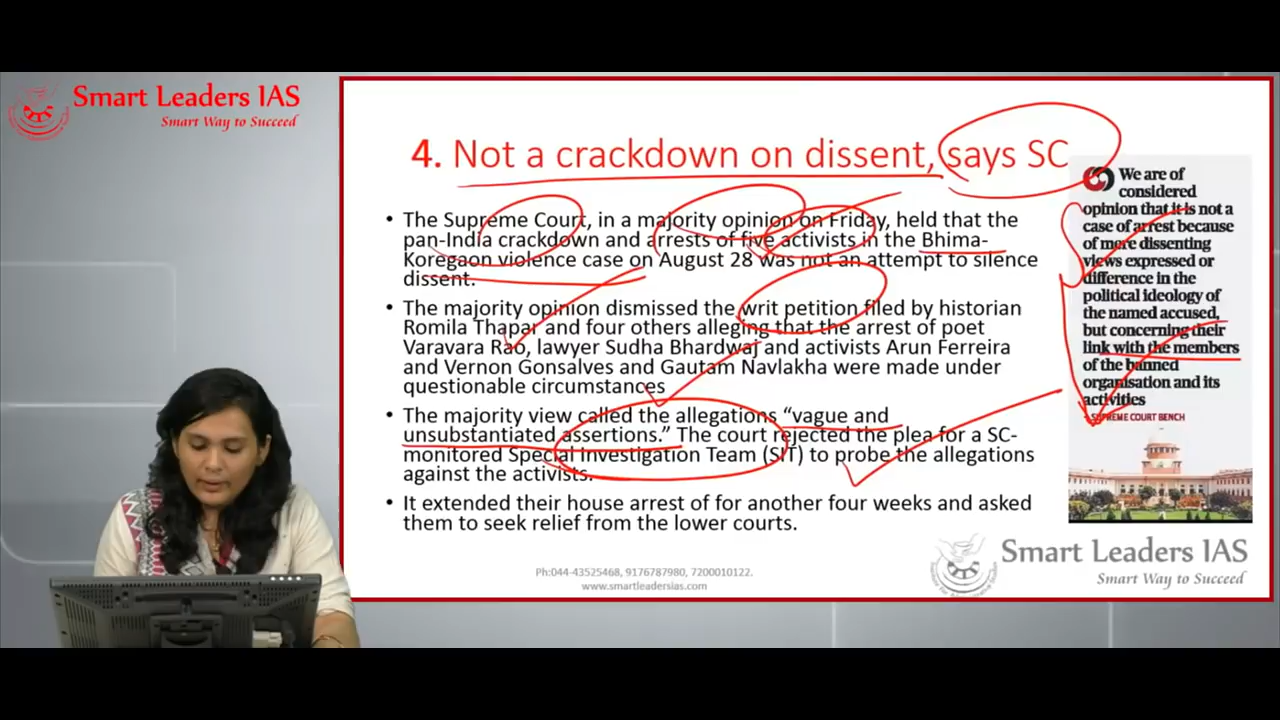 Smart Leaders IAS
Smart Way to Succeed
4. Not a crackdown on dissent, says SC
• The Supreme Court, in a majority opinion on Friday, held that the
pan-India crackdown and arrests of five activists in the Bhima-
Koregaon violence case on August 28 was not an attempt to silence
dissent.
• The majority opinion dismissed the writ petition filed by historian
Romila Thapar and four others alleging that the arrest of poet
Varavara Rao, lawyer Sudha Bhardwaj and activists Arun Ferreira
and Vernon Gonsalves and Gautam Navlakha were made under
questionable circumstances
• The majority view called the allegations “vague and
unsubstantiated assertions.” The court rejected the plea for a SC-
monitored Special Investigation Team (SIT) to probe the allegations
against the activists.
• It extended their house arrest of for another four weeks and asked
them to seek relief from the lower courts.
We are of
considered
opinion that it is not a
case of arrest because
of mere dissenting
views expressed or
difference in the
political ideology of
the named accused,
but concerning their
link with the members
of the banned
organisation and its
activities
SUPREME COURT BENCH
Smart Leaders IAS
Smart Way to Succeed
Ph:044-43525468, 9176787980, 7200010122.
www.smartleadersias.com